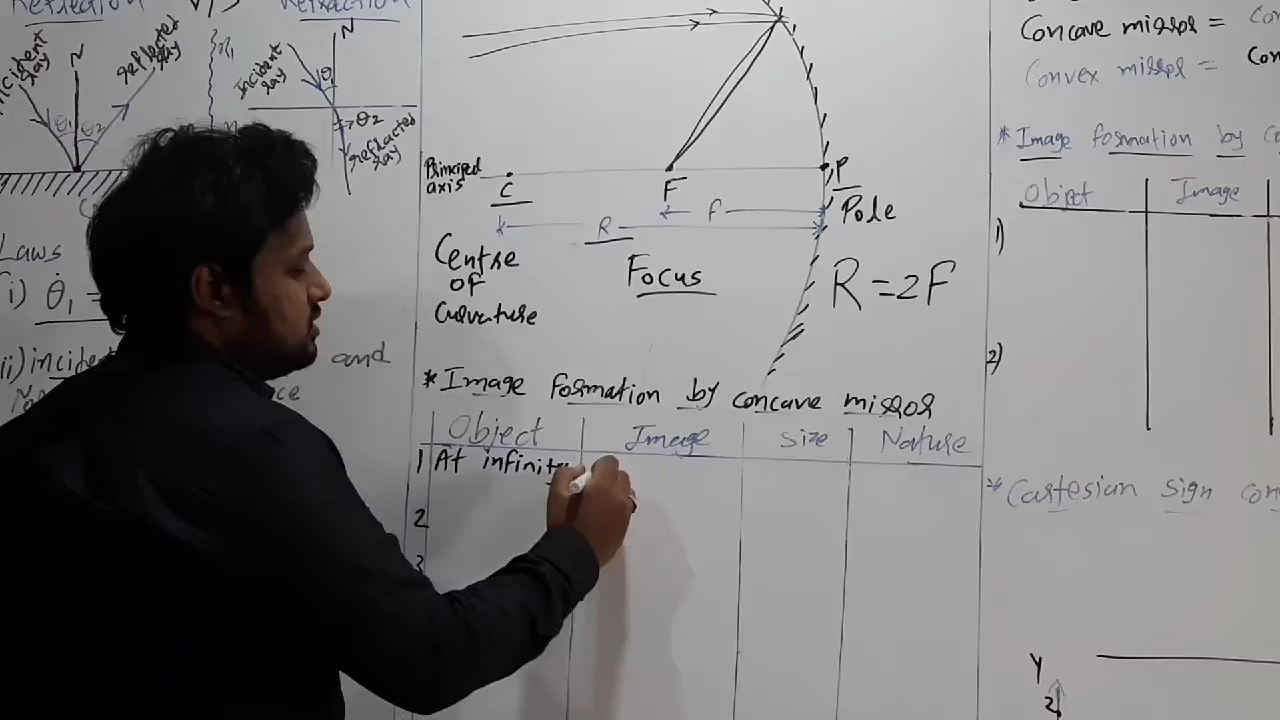 Reflection V/S Refraction
Incident ray
N
reflected ray
θ1 θ2
n1
Incident ray
N
θ
θ2
refracted ray
Laws
i) θ1 =
ii) incident and
Principal axis
C
F
P
Pole
f
R
Centre
OF
Curvature
Focus
R = 2F
*Image formation by concave mirror
Object Image Size Nature
1 At infinity
2
3
Concave mirror =
Convex mirror =
*Image formation by
Object Image
1)
2)
* Cartesian sign
y
2